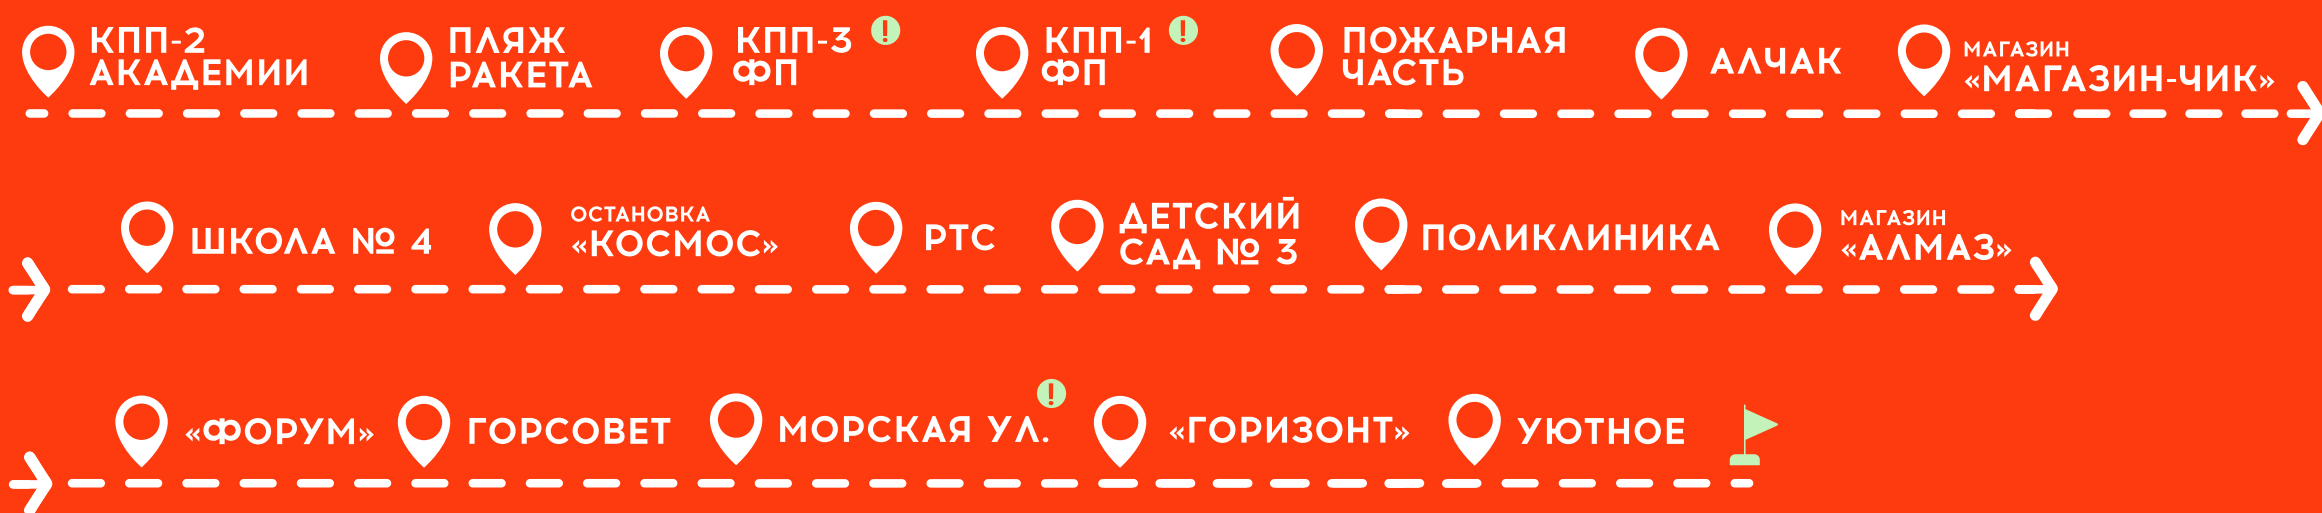 КПП-2
АКАДЕМИИ
ПЛЯЖ
РАКЕТА
КПП-3
ФП
!
КПП-1
ФП
!
ПОЖАРНАЯ
ЧАСТЬ
АЛЧАК
МАГАЗИН
«МАГАЗИН-ЧИК»
ШКОЛА № 4
ОСТАНОВКА
«КОСМОС»
РТС
ДЕТСКИЙ
САД № 3
ПОЛИКЛИНИКА
МАГАЗИН
«АЛМАЗ»
«ФОРУМ»
ГОРСОВЕТ
МОРСКАЯ УЛ.
!
«ГОРИЗОНТ»
УЮТНОЕ